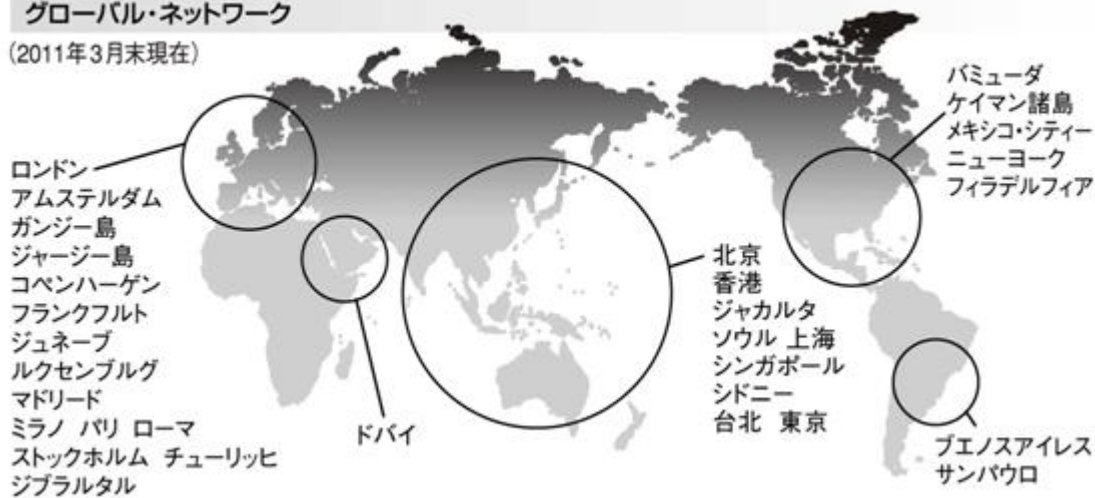 グローバル・ネットワーク
(2011年3月末現在)
ロンドン
アムステルダム
ガンジー島
ジャージー島
コペンハーゲン
フランクフルト
ジュネーブ
ルクセンブルグ
マドリード
ミラノ パリ ローマ
ストックホルム チューリッヒ
ジブラルタル
ドバイ
北京
香港
ジャカルタ
ソウル 上海
シンガポール
シドニー
台北 東京
バミューダ
ケイマン諸島
メキシコ・シティー
ニューヨーク
フィラデルフィア
ブエノスアイレス
サンパウロ